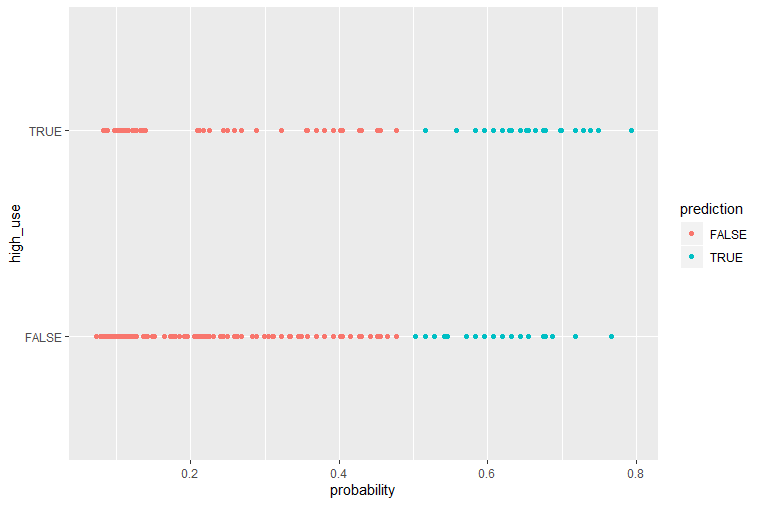 TRUE
FALSE
high_use
0.2 0.4 0.6 0.8
probability
prediction
FALSE
TRUE